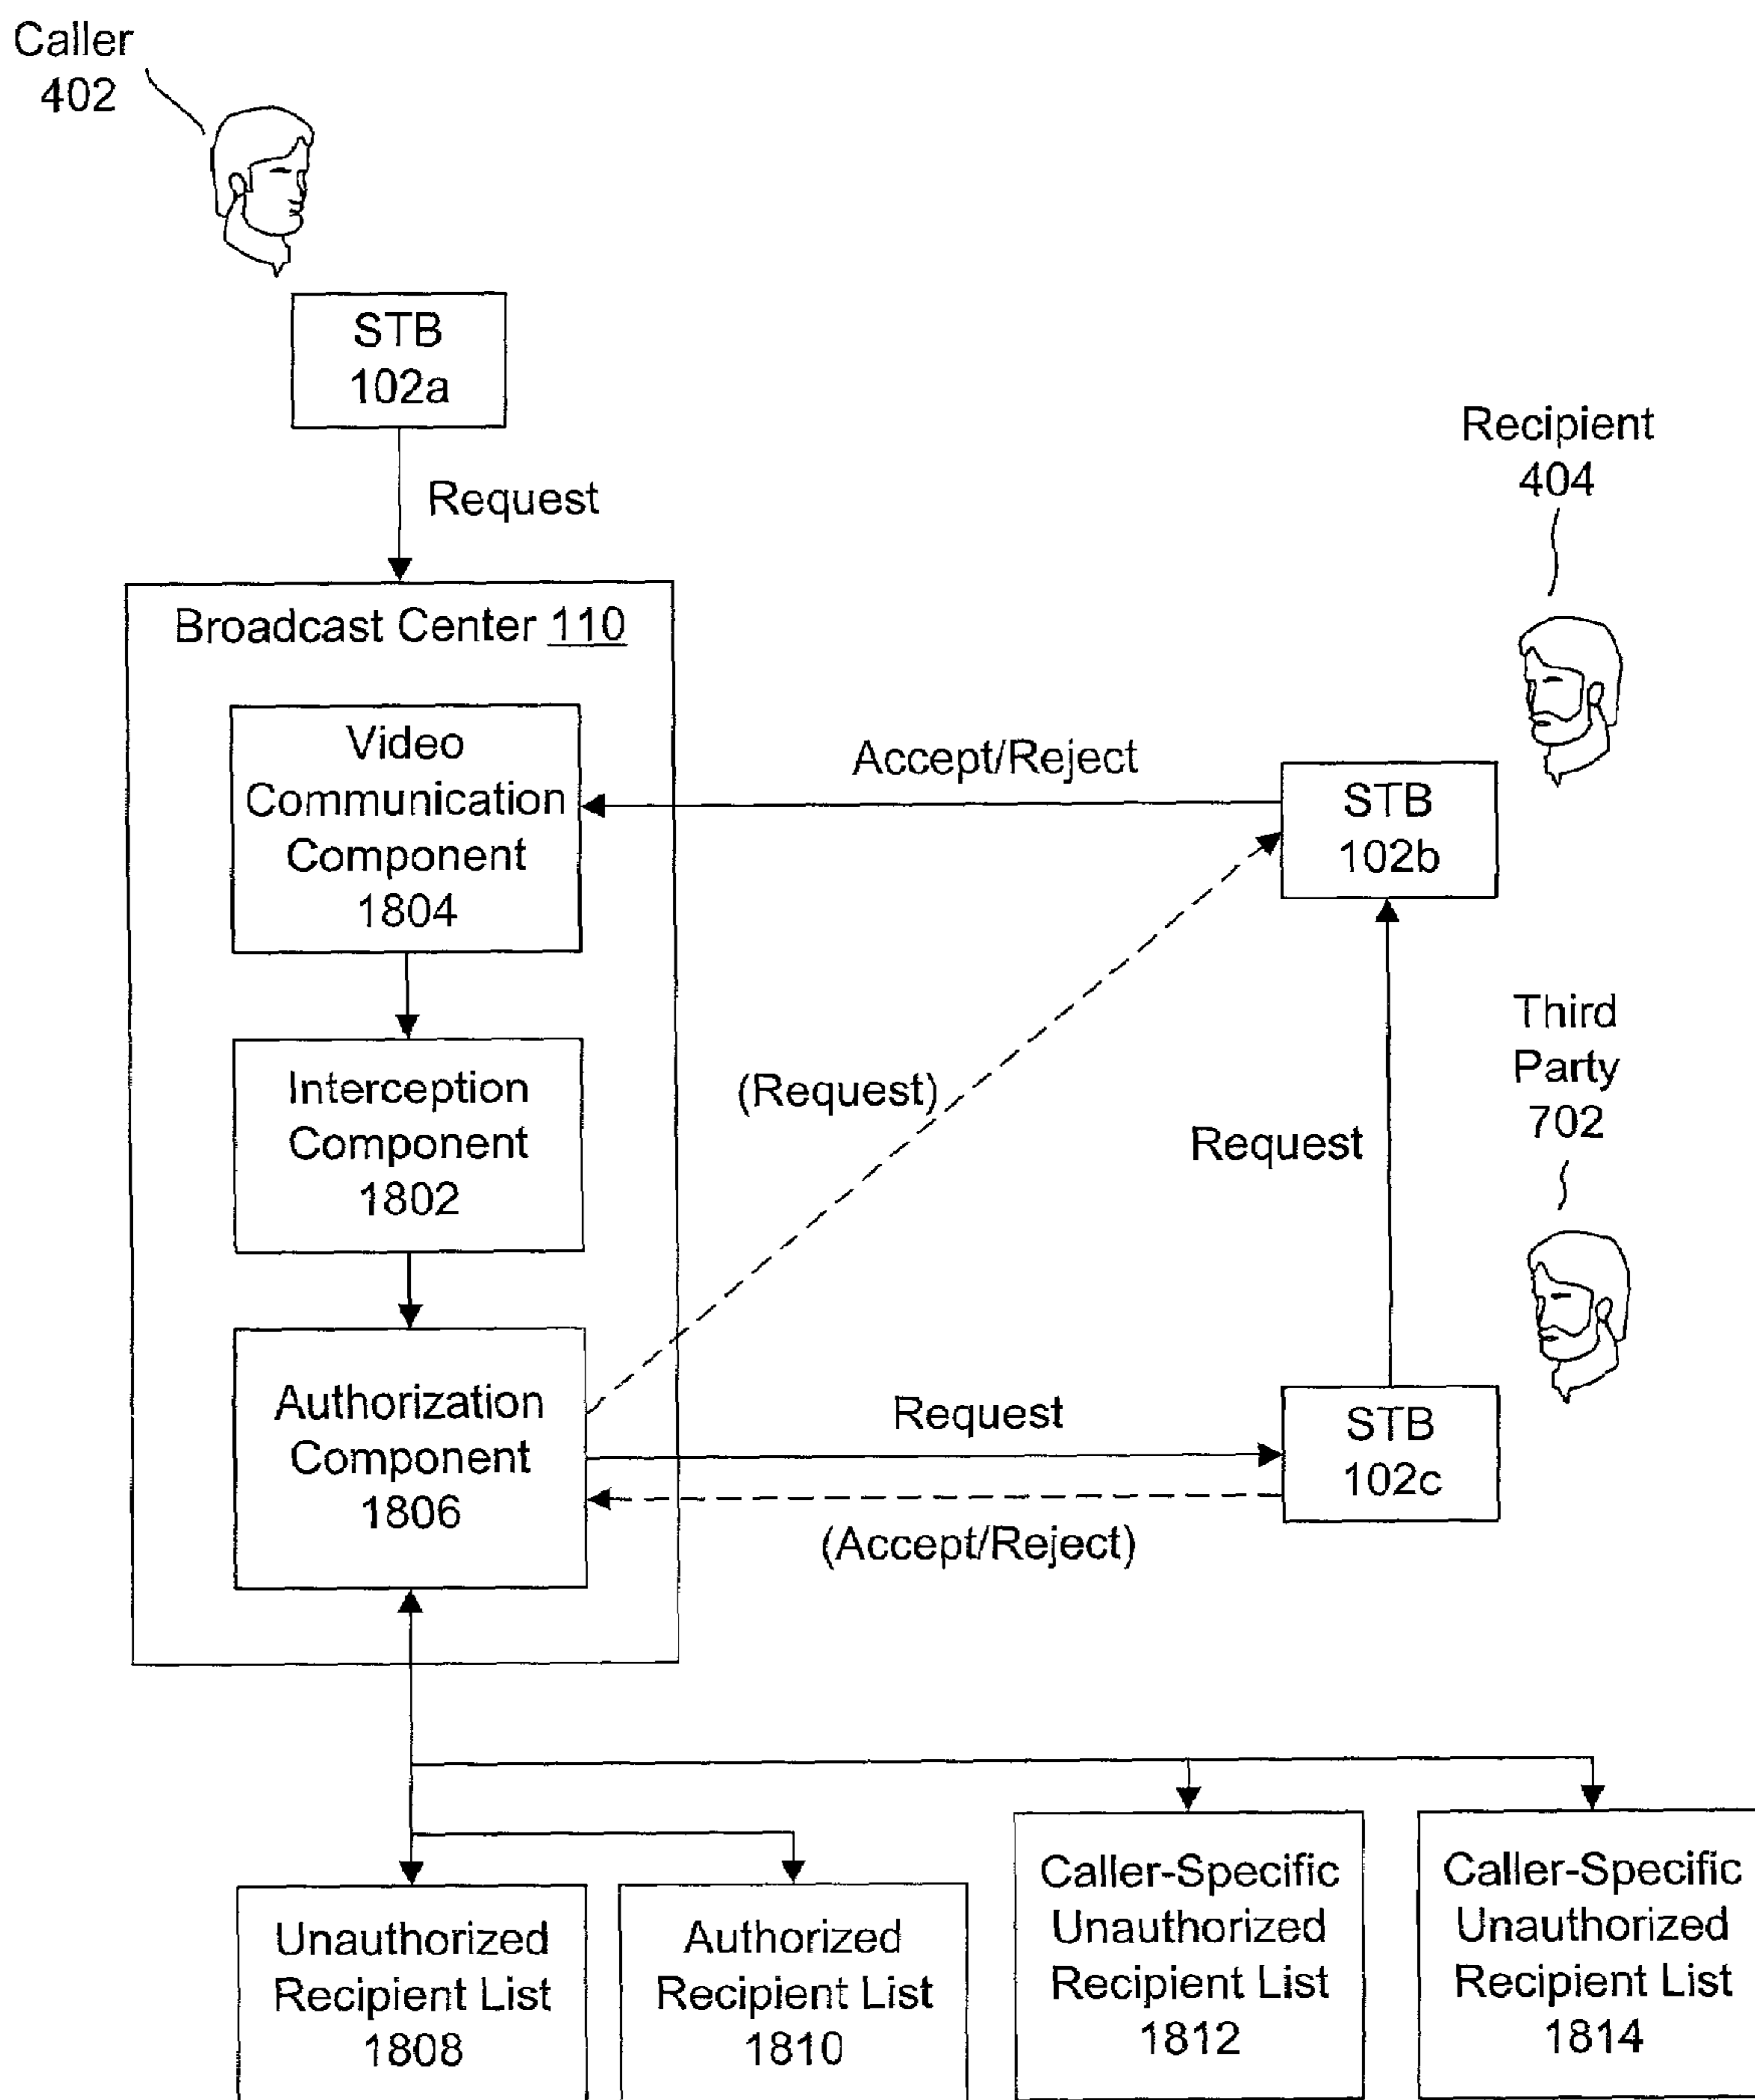 Caller
402
STB
102a
Request
Recipient
404
Broadcast Center 110
Video
Communication
Component
1804
Accept/Reject
STB
102b
Third
Party
702
Interception
Component
1802
(Request)
Request
Authorization
Component
1806
Request
STB
102c
(Accept/Reject)
Unauthorized
Recipient List
1808
Authorized
Recipient List
1810
Caller-Specific
Unauthorized
Recipient List
1812
Caller-Specific
Unauthorized
Recipient List
1814